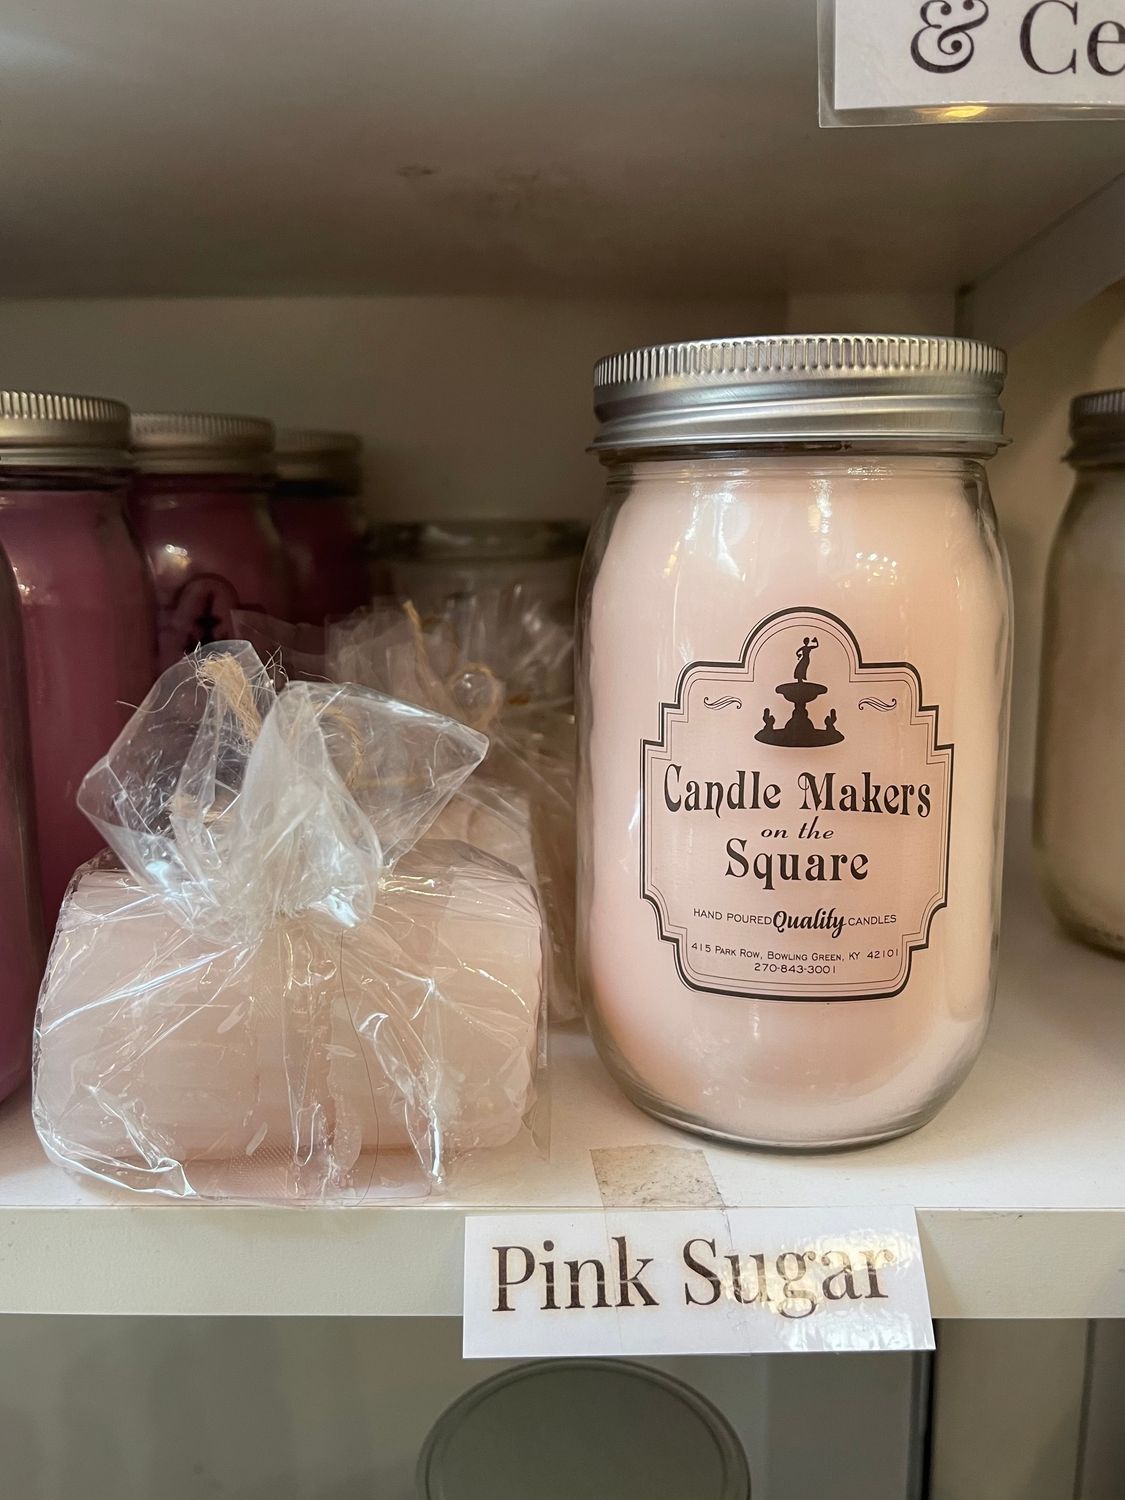 & Ce
Candle Makers
on the
Square
HAND POURED Quality CANDLES
415 Park Row, Bowling Green, KY 42101
270-843-3001
Pink Sugar